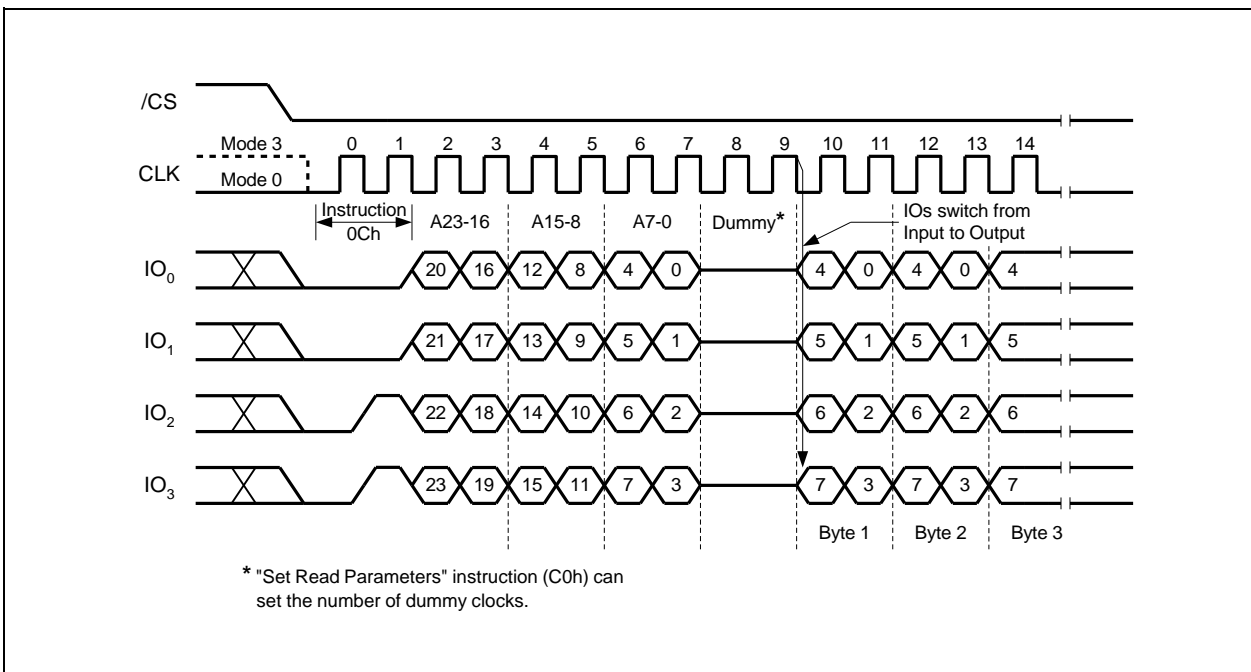 /CS
Mode 3 0 1 2 3 4 5 6 7 8 9 10 11 12 13 14
CLK Mode 0
Instruction A23-16 A15-8 A7-0 Dummy* IOs switch from
0Ch Input to Output
IO0 20 16 12 8 4 0 4 0 4 0 4
IO1 21 17 13 9 5 1 5 1 5 1 5
IO2 22 18 14 10 6 2 6 2 6 2 6
IO3 23 19 15 11 7 3 7 3 7 3 7
Byte 1 Byte 2 Byte 3
* "Set Read Parameters" instruction (C0h) can
set the number of dummy clocks.